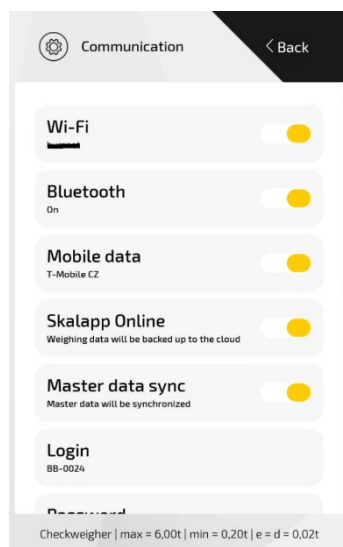 Communication
< Back
Wi-Fi
Bluetooth
On
Mobile data
T-Mobile CZ
Skalapp Online
Weighing data will be backed up to the cloud
Master data sync
Master data will be synchronized
Login
BB-0024
Password
Checkweigher | max = 6,00t | min = 0,20t | e = d = 0,02t